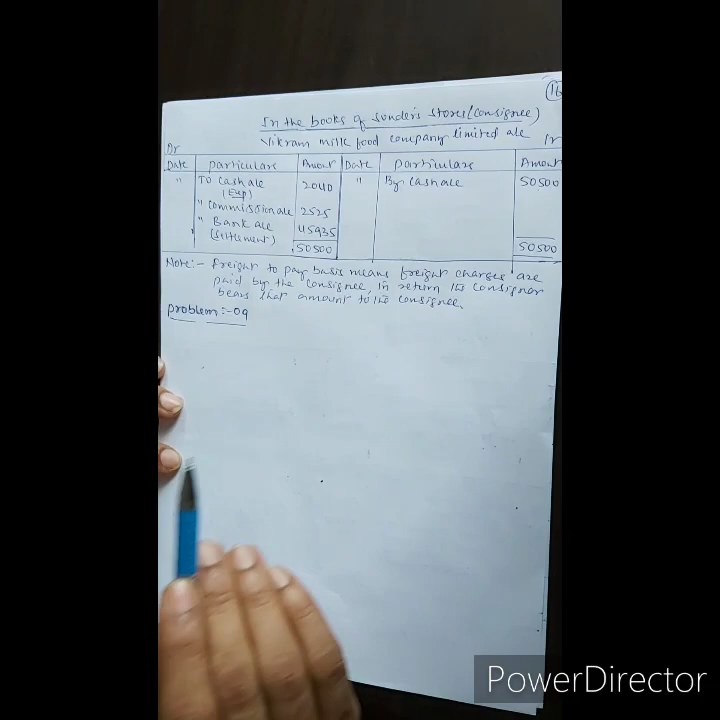 16
In the books of Sunders Stores (consignee)
Vikram milk food company limited a/c
Dr Cr
Date particulars Amount Date particulars Amount
" To Cash a/c 2040 " By Cash a/c 50500
(Exp)
" Commission a/c 2525
" Bank a/c 45935
(settlement)
50500 50500
Note:- Freight to pay basis means freight charges are
paid by the consignee, in return the consignor
bears that amount to the consignee.
problem:-09
PowerDirector